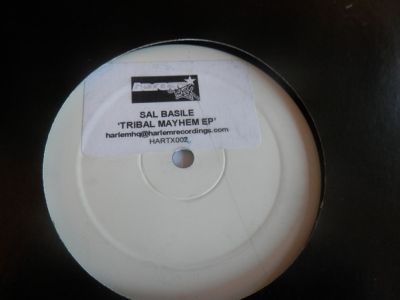 SAL BASILE
'TRIBAL MAYHEM EP'
harlemhq@harlemrecordings.com
HARTX002